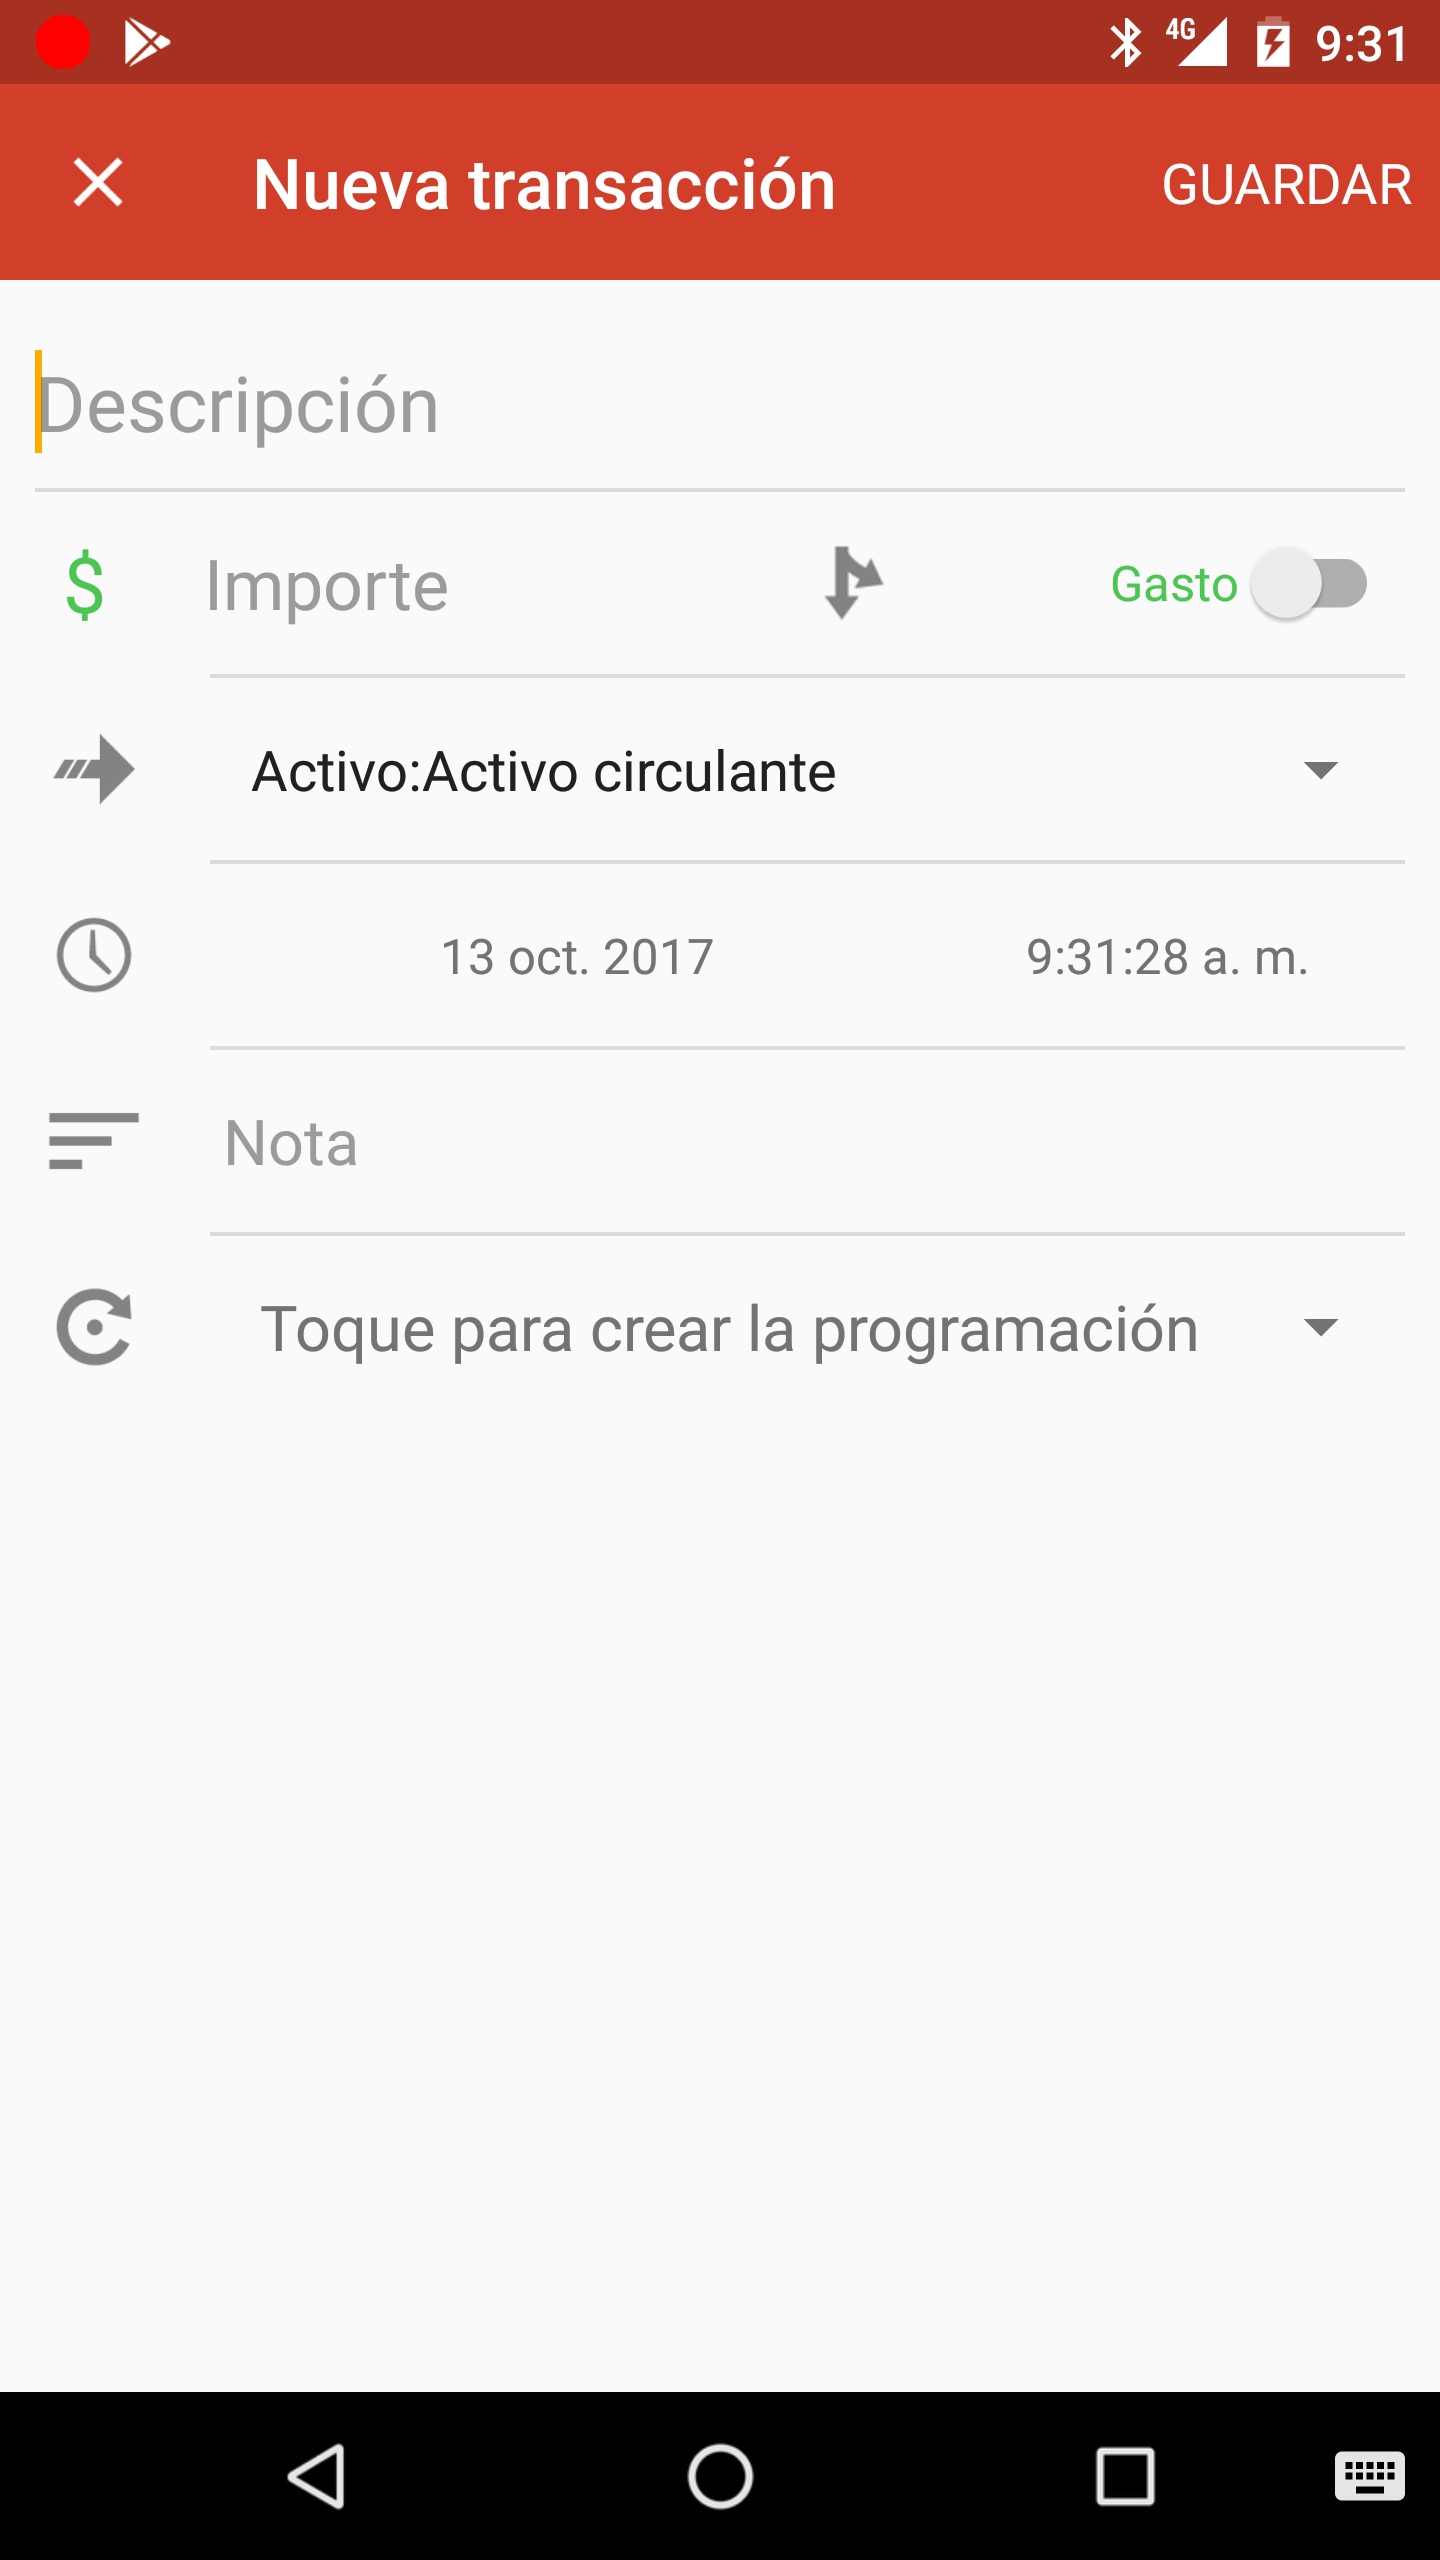 4G 9:31
Nueva transacción GUARDAR
Descripción
$ Importe Gasto
Activo:Activo circulante
13 oct. 2017 9:31:28 a. m.
Nota
Toque para crear la programación